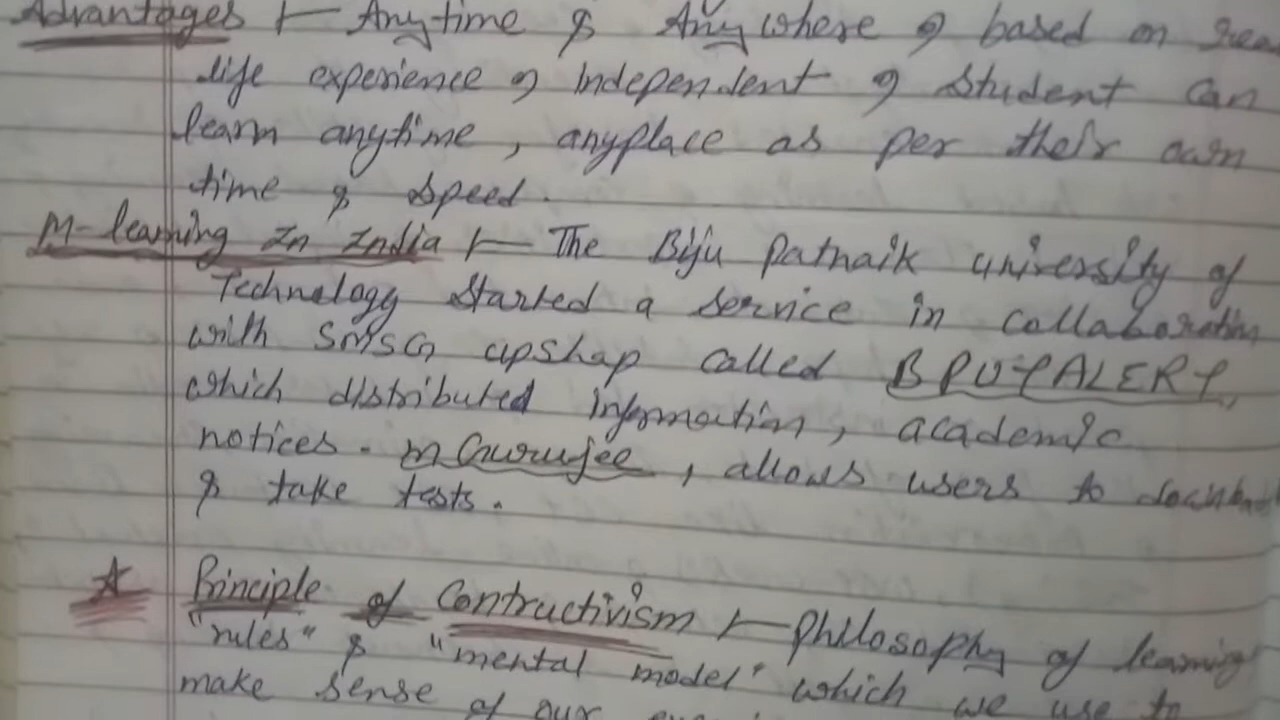 Advantages :- Anytime & Anywhere, based on real
life experience, Independent, Student can
learn anytime, anyplace as per their own
time & speed.
M-learning In India :- The Biju Patnaik university of
Technology started a service in collaboration
with SMSG upshap called BPUTALERT,
which distributed information, academic
notices. mGurujee, allows users to
& take tests.
☆ Principle of Contructivism :- Philosophy of learning
"rules" & "mental model" which we use to
make sense of our